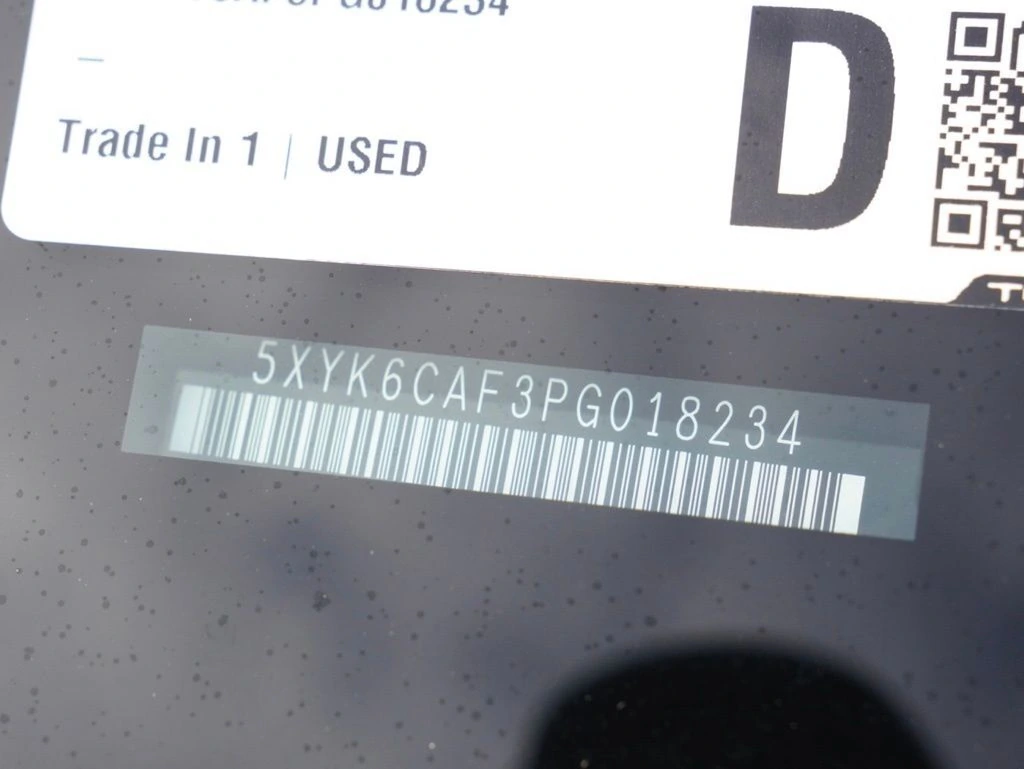 Trade In 1 | USED
D
5XYK6CAF3PG018234